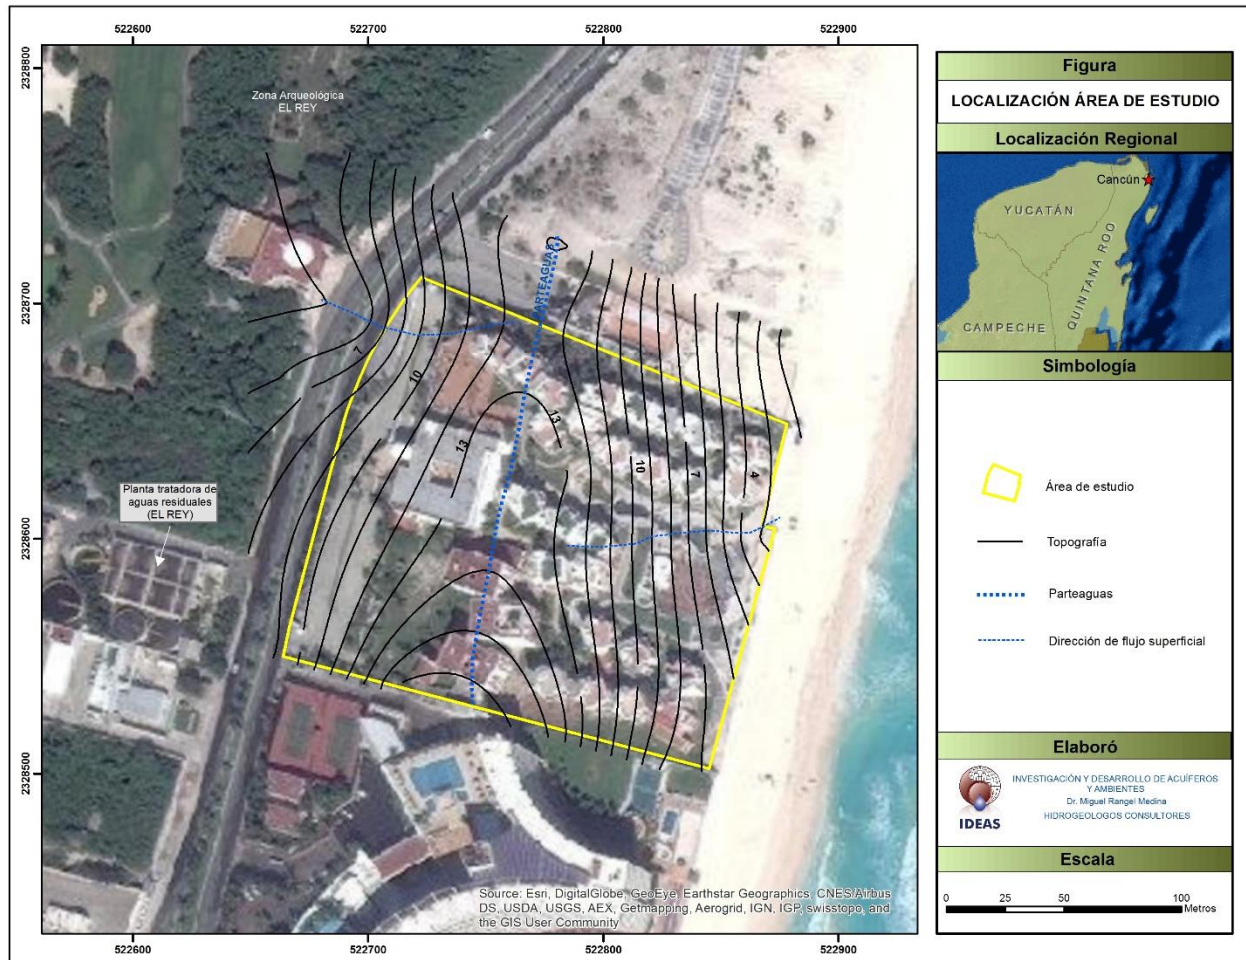 522600
522700
522800
522900
2328800
2328700
2328600
2328500
Zona Arqueológica
EL REY
PARTEAGUAS
7
10
13
13
10
7
4
Planta tratadora de
aguas residuales
(EL REY)
Source: Esri, DigitalGlobe, GeoEye, Earthstar Geographics, CNES/Airbus
DS, USDA, USGS, AEX, Getmapping, Aerogrid, IGN, IGP, swisstopo, and
the GIS User Community
522600
522700
522800
522900
Figura
LOCALIZACIÓN ÁREA DE ESTUDIO
Localización Regional
Cancún
YUCATÁN
QUINTANA ROO
CAMPECHE
Simbología
Área de estudio
Topografía
Parteaguas
Dirección de flujo superficial
Elaboró
IDEAS
INVESTIGACIÓN Y DESARROLLO DE ACUÍFEROS
Y AMBIENTES
Dr. Miguel Rangel Medina
HIDROGEOLOGOS CONSULTORES
Escala
0 25 50 100
Metros